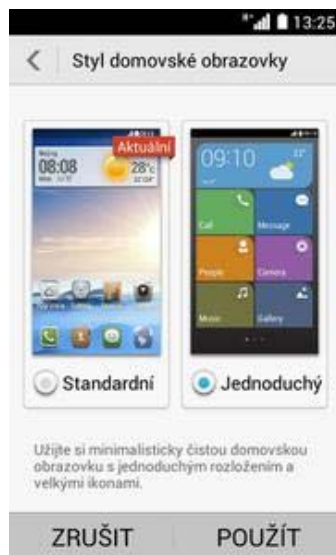 13:25
Styl domovské obrazovky
Aktuální
08:08
28°c
09:10
22°
Call
Message
People
Camera
Music
Gallery
Standardní
Jednoduchý
Užijte si minimalisticky čistou domovskou
obrazovku s jednoduchým rozložením a
velkými ikonami.
ZRUŠIT
POUŽÍT